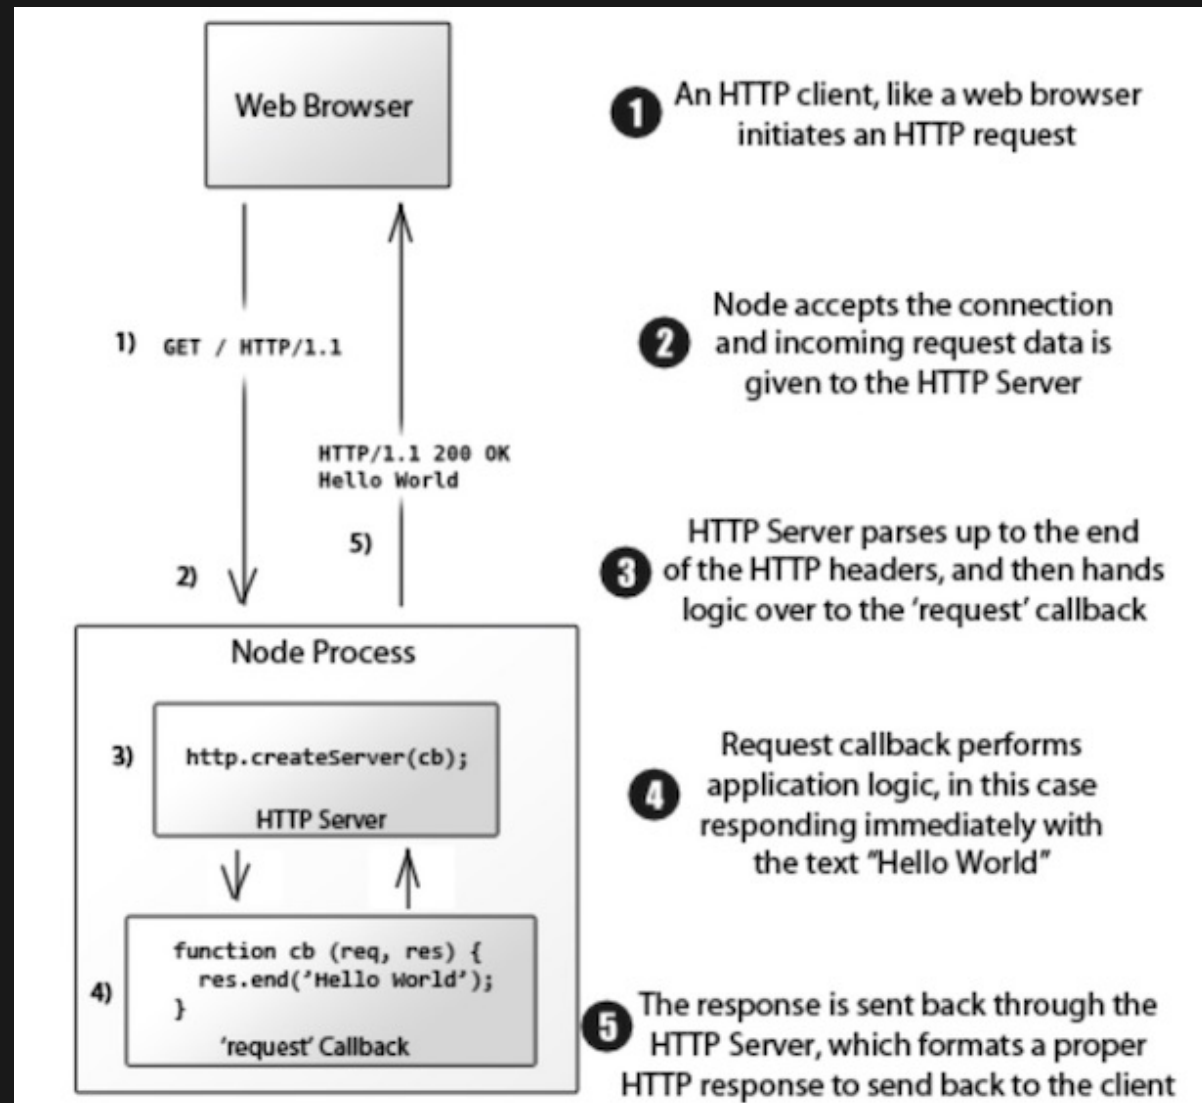 Web Browser
1) GET / HTTP/1.1
HTTP/1.1 200 OK
Hello World
5)
2)
Node Process
3)
http.createServer(cb);
HTTP Server
4)
function cb (req, res) {
res.end('Hello World');
}
'request' Callback
1 An HTTP client, like a web browser
initiates an HTTP request
2 Node accepts the connection
and incoming request data is
given to the HTTP Server
3 HTTP Server parses up to the end
of the HTTP headers, and then hands
logic over to the 'request' callback
4 Request callback performs
application logic, in this case
responding immediately with
the text "Hello World"
5 The response is sent back through the
HTTP Server, which formats a proper
HTTP response to send back to the client